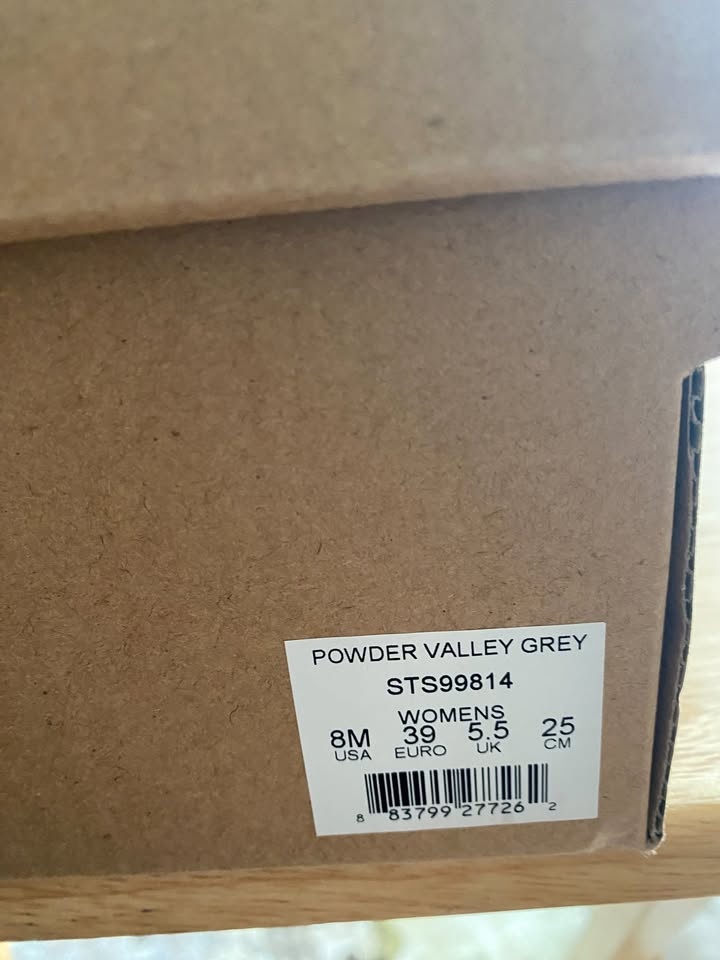 POWDER VALLEY GREY
STS99814
WOMENS
8M 39 5.5 25
USA EURO UK CM
8 83799 27726 2